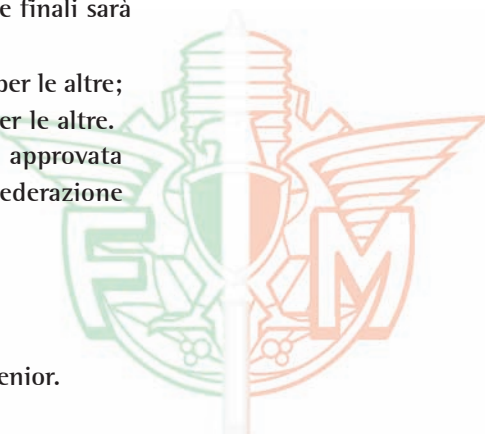 e finali sarà
per le altre;
er le altre.
approvata
ederazione
enior.
F M